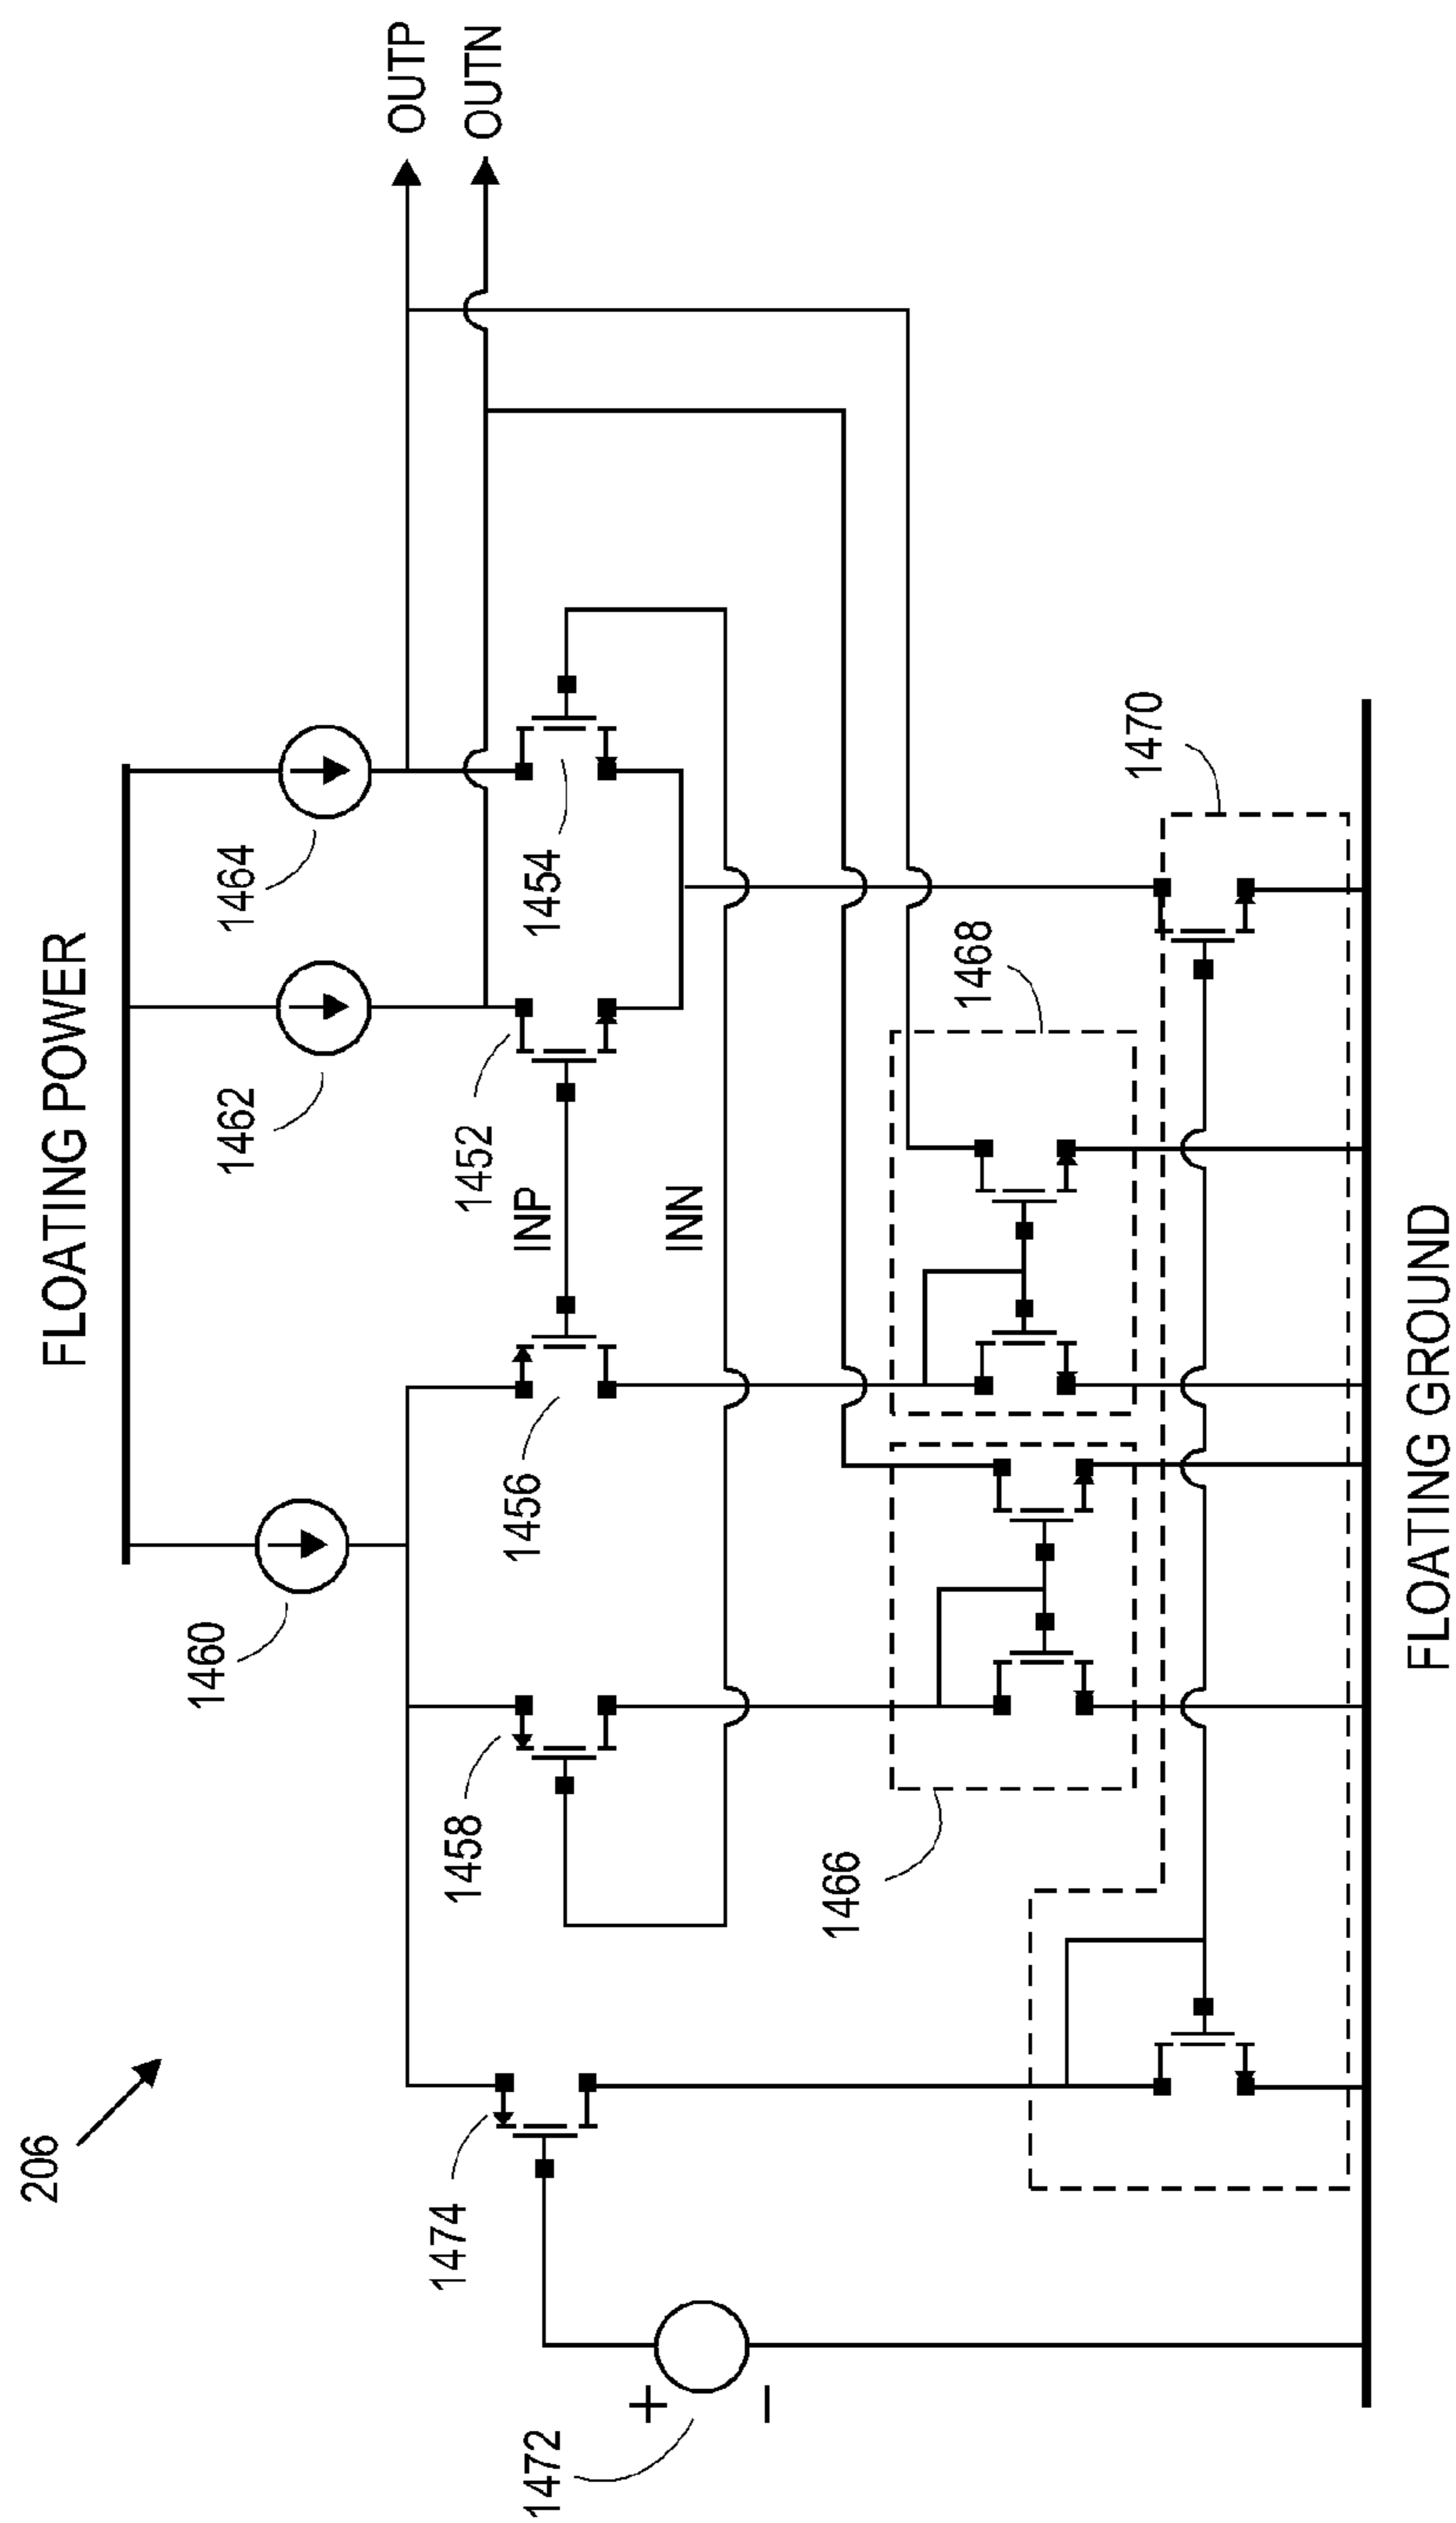 206
FLOATING POWER
OUTP
OUTN
1460
1462
1464
1474
1458
1456
1452
1454
INP
INN
1472
1466
1468
1470
FLOATING GROUND
+
−